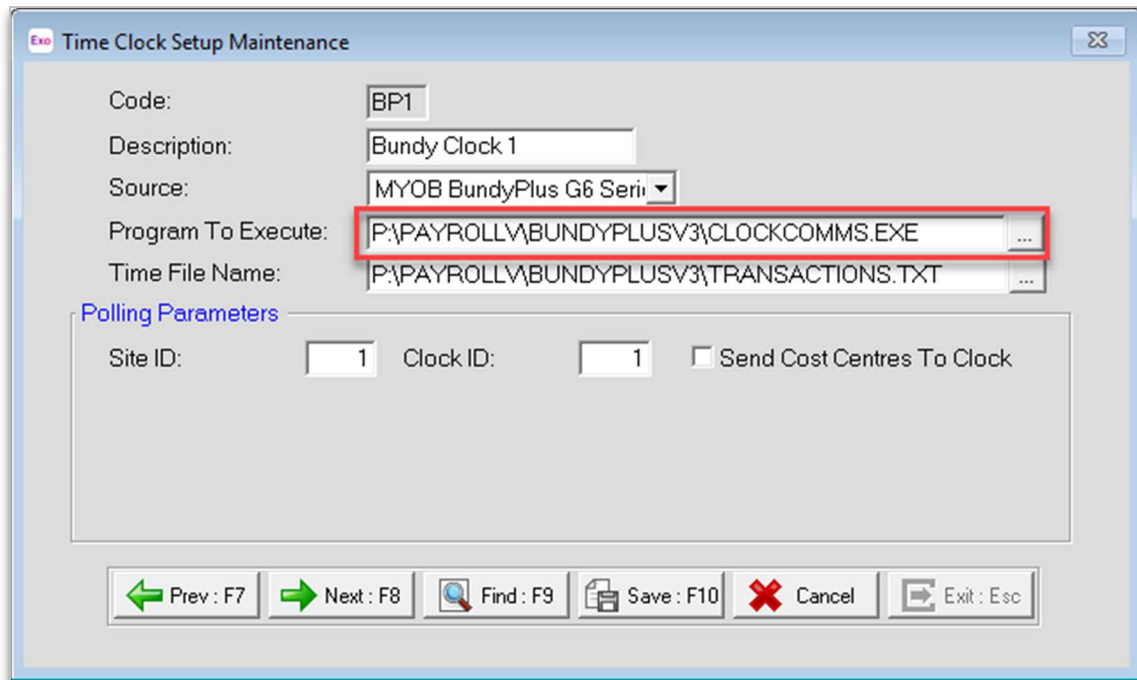 Exo Time Clock Setup Maintenance
Code: BP1
Description: Bundy Clock 1
Source: MYOB BundyPlus G6 Seri
Program To Execute: P:\PAYROLLV\BUNDYPLUSV3\CLOCKCOMMS.EXE ...
Time File Name: P:\PAYROLLV\BUNDYPLUSV3\TRANSACTIONS.TXT ...
Polling Parameters
Site ID: 1 Clock ID: 1 Send Cost Centres To Clock
Prev : F7 Next : F8 Find : F9 Save : F10 Cancel Exit : Esc